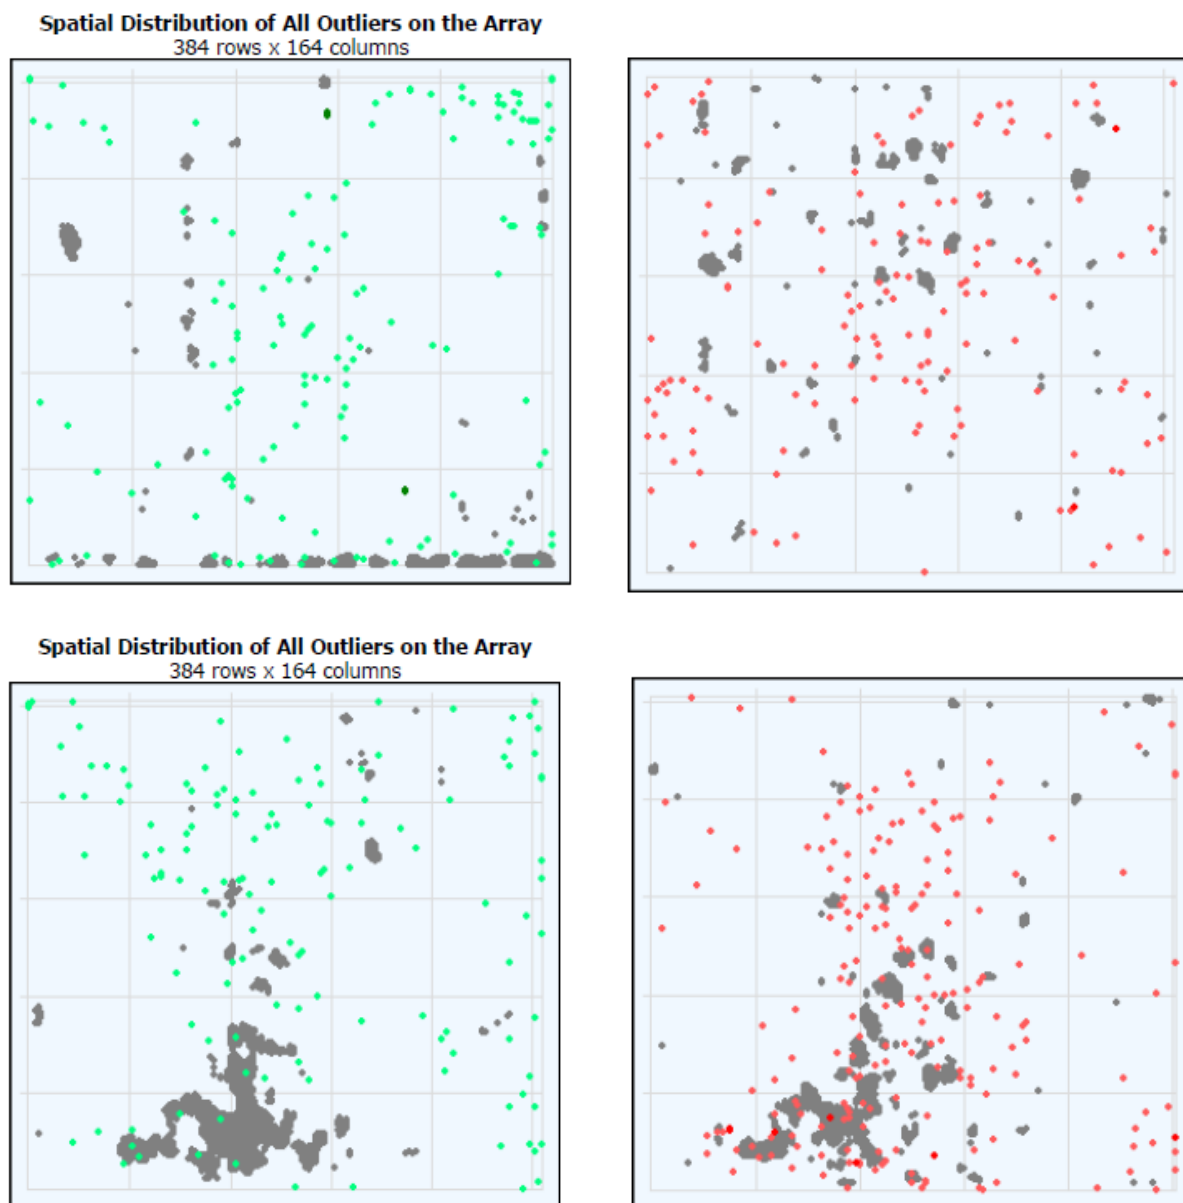 Spatial Distribution of All Outliers on the Array
384 rows x 164 columns
Spatial Distribution of All Outliers on the Array
384 rows x 164 columns